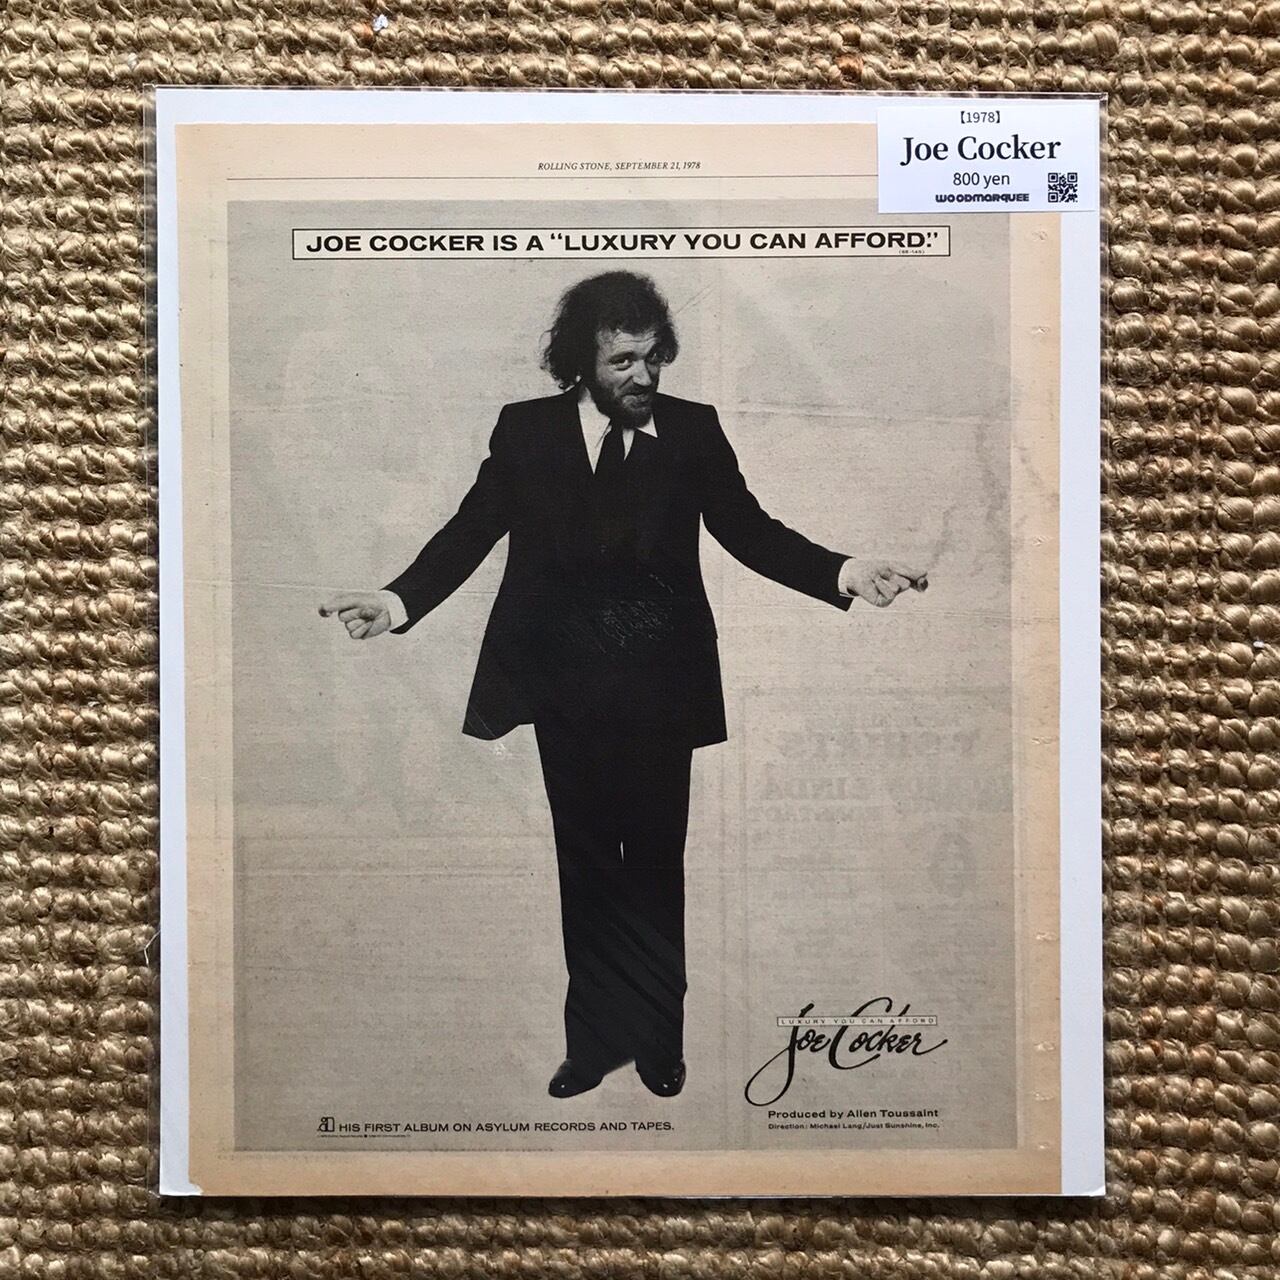 【1978】
Joe Cocker
800 yen
WOODMARQUEE
ROLLING STONE, SEPTEMBER 21, 1978
JOE COCKER IS A “LUXURY YOU CAN AFFORD.”
LUXURY YOU CAN AFFORD
Joe Cocker
Produced by Allen Toussaint
Direction: Michael Lang/Just Sunshine, Inc.
HIS FIRST ALBUM ON ASYLUM RECORDS AND TAPES.